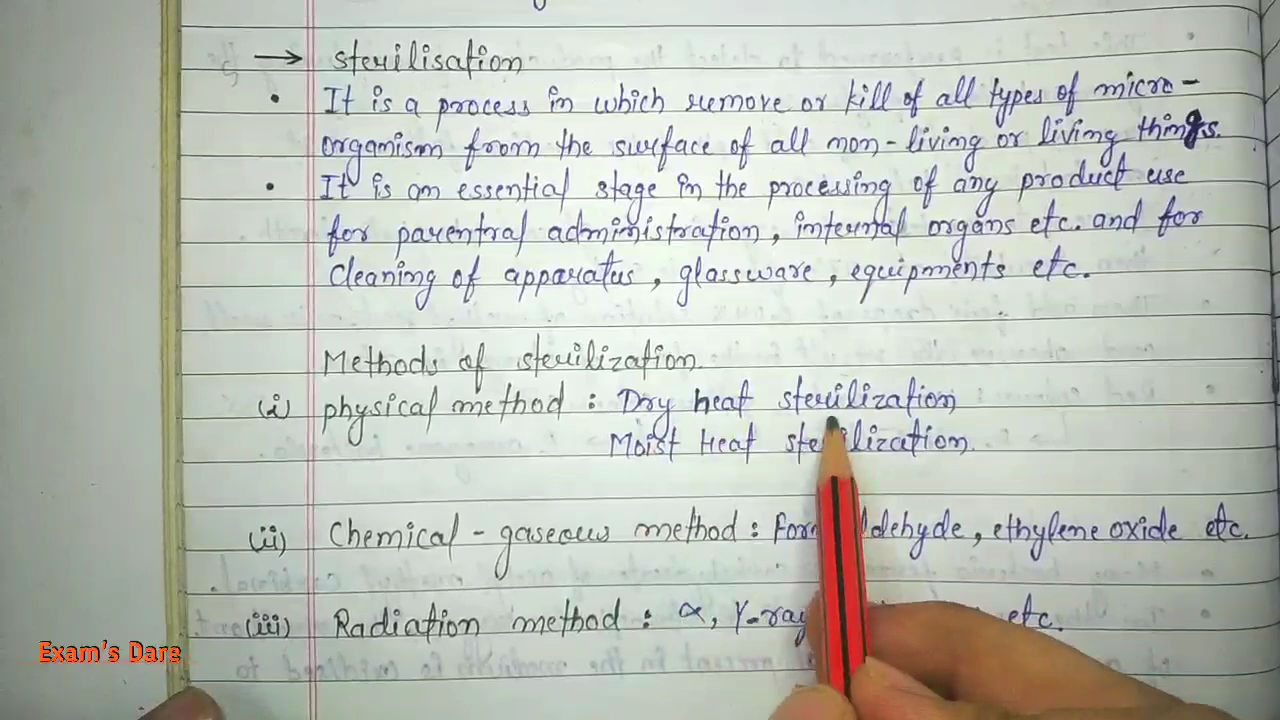 → sterilisation
• It is a process in which remove or kill of all types of micro-
organism from the surface of all non-living or living things.
• It is an essential stage in the processing of any product use
for parentral administration, internal organs etc. and for
cleaning of apparatus, glassware, equipments etc.
Methods of sterilization
(i) physical method : Dry heat sterilization
Moist Heat sterilization.
(ii) Chemical - gaseous method : ethylene oxide etc.
(iii) Radiation method : α, γ-ray etc.
Exam's Dare